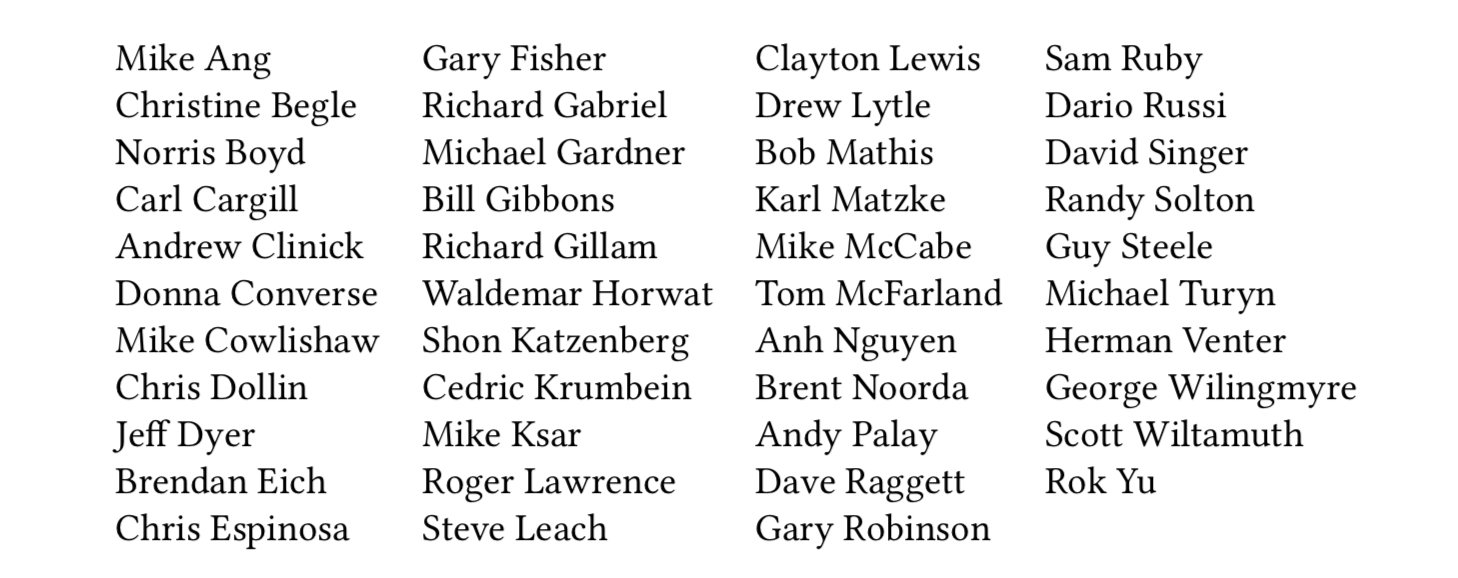 Mike Ang
Christine Begle
Norris Boyd
Carl Cargill
Andrew Clinick
Donna Converse
Mike Cowlishaw
Chris Dollin
Jeff Dyer
Brendan Eich
Chris Espinosa
Gary Fisher
Richard Gabriel
Michael Gardner
Bill Gibbons
Richard Gillam
Waldemar Horwat
Shon Katzenberg
Cedric Krumbein
Mike Ksar
Roger Lawrence
Steve Leach
Clayton Lewis
Drew Lytle
Bob Mathis
Karl Matzke
Mike McCabe
Tom McFarland
Anh Nguyen
Brent Noorda
Andy Palay
Dave Raggett
Gary Robinson
Sam Ruby
Dario Russi
David Singer
Randy Solton
Guy Steele
Michael Turyn
Herman Venter
George Wilingmyre
Scott Wiltamuth
Rok Yu